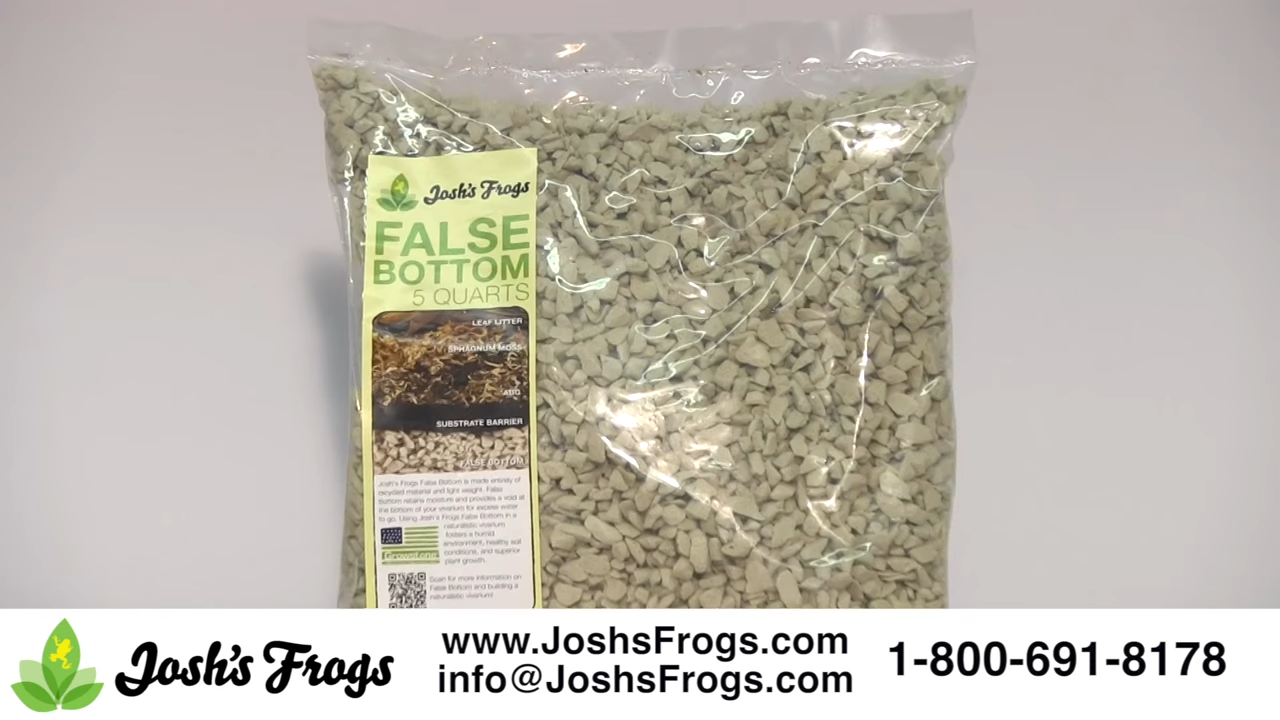 Josh's Frogs
FALSE
BOTTOM
5 QUARTS
LEAF LITTER
SPHAGNUM MOSS
ABG
SUBSTRATE BARRIER
FALSE BOTTOM
Josh's Frogs False Bottom is made entirely of
recycled material and light weight. False
Bottom retains moisture and provides a void at
the bottom of your vivarium for excess water
to go. Using Josh's Frogs False Bottom in a
naturalistic vivarium
fosters a humid
environment, healthy soil
conditions, and superior
plant growth.
Growstone
Scan for more information on
False Bottom and building a
naturalistic vivarium!
Josh's Frogs
www.JoshsFrogs.com
info@JoshsFrogs.com
1-800-691-8178